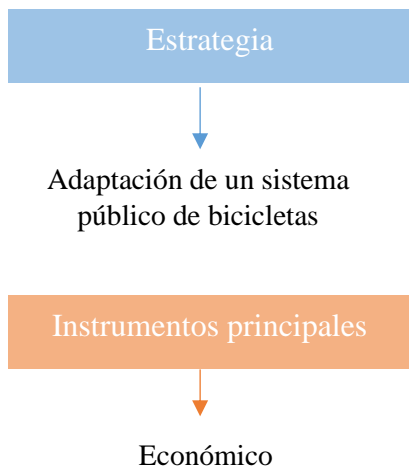 Estrategia
Adaptación de un sistema
público de bicicletas
Instrumentos principales
Económico